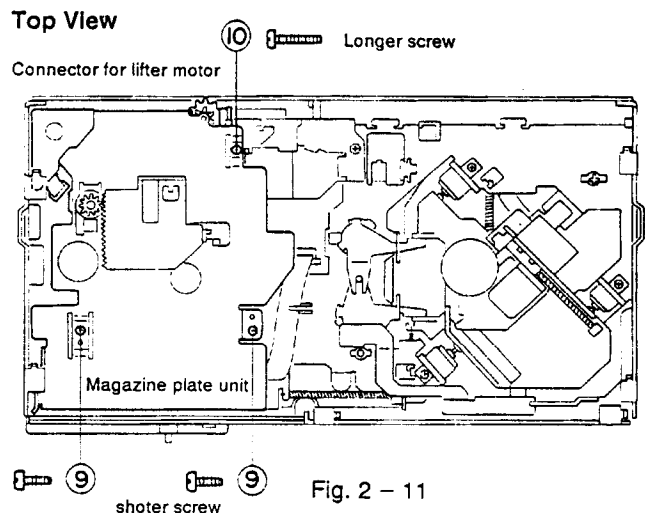 Top View
10 Longer screw
Connector for lifter motor
Magazine plate unit
9 9
shoter screw
Fig. 2 - 11